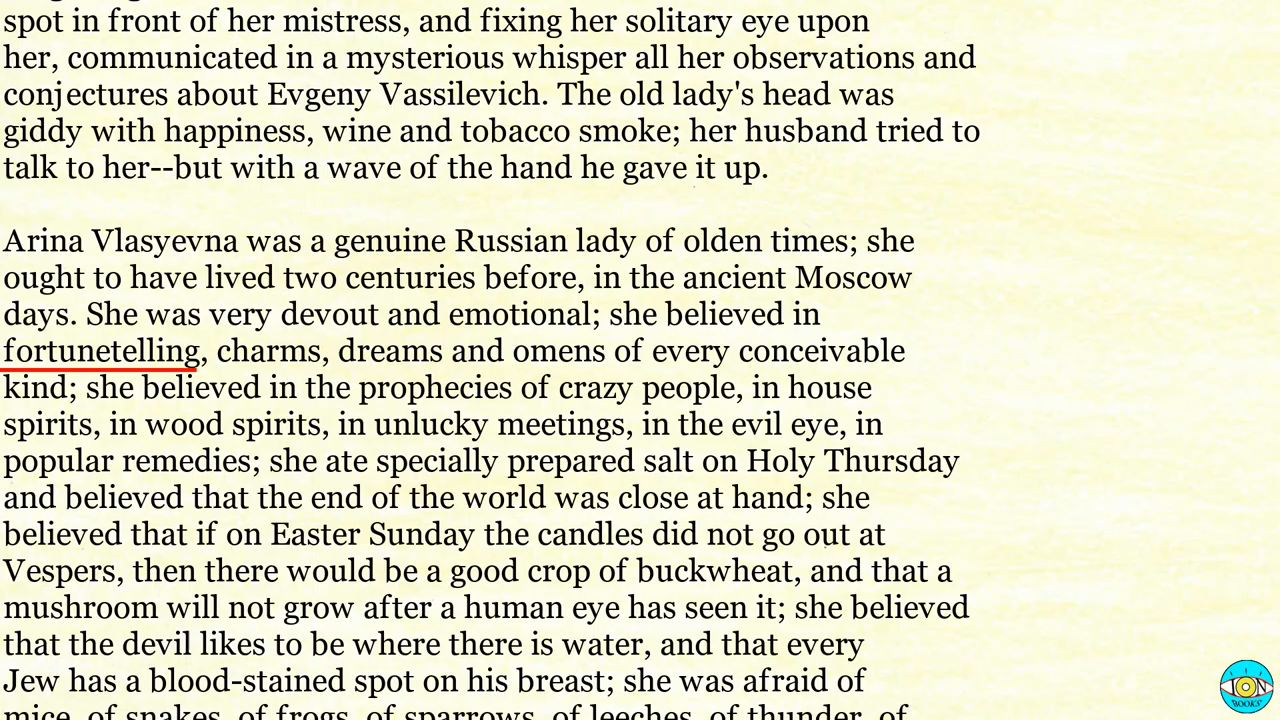 spot in front of her mistress, and fixing her solitary eye upon
her, communicated in a mysterious whisper all her observations and
conjectures about Evgeny Vassilevich. The old lady's head was
giddy with happiness, wine and tobacco smoke; her husband tried to
talk to her--but with a wave of the hand he gave it up.
Arina Vlasyevna was a genuine Russian lady of olden times; she
ought to have lived two centuries before, in the ancient Moscow
days. She was very devout and emotional; she believed in
fortunetelling, charms, dreams and omens of every conceivable
kind; she believed in the prophecies of crazy people, in house
spirits, in wood spirits, in unlucky meetings, in the evil eye, in
popular remedies; she ate specially prepared salt on Holy Thursday
and believed that the end of the world was close at hand; she
believed that if on Easter Sunday the candles did not go out at
Vespers, then there would be a good crop of buckwheat, and that a
mushroom will not grow after a human eye has seen it; she believed
that the devil likes to be where there is water, and that every
Jew has a blood-stained spot on his breast; she was afraid of
mice, of snakes, of frogs, of sparrows, of leeches, of thunder, of
ION
BOOKS